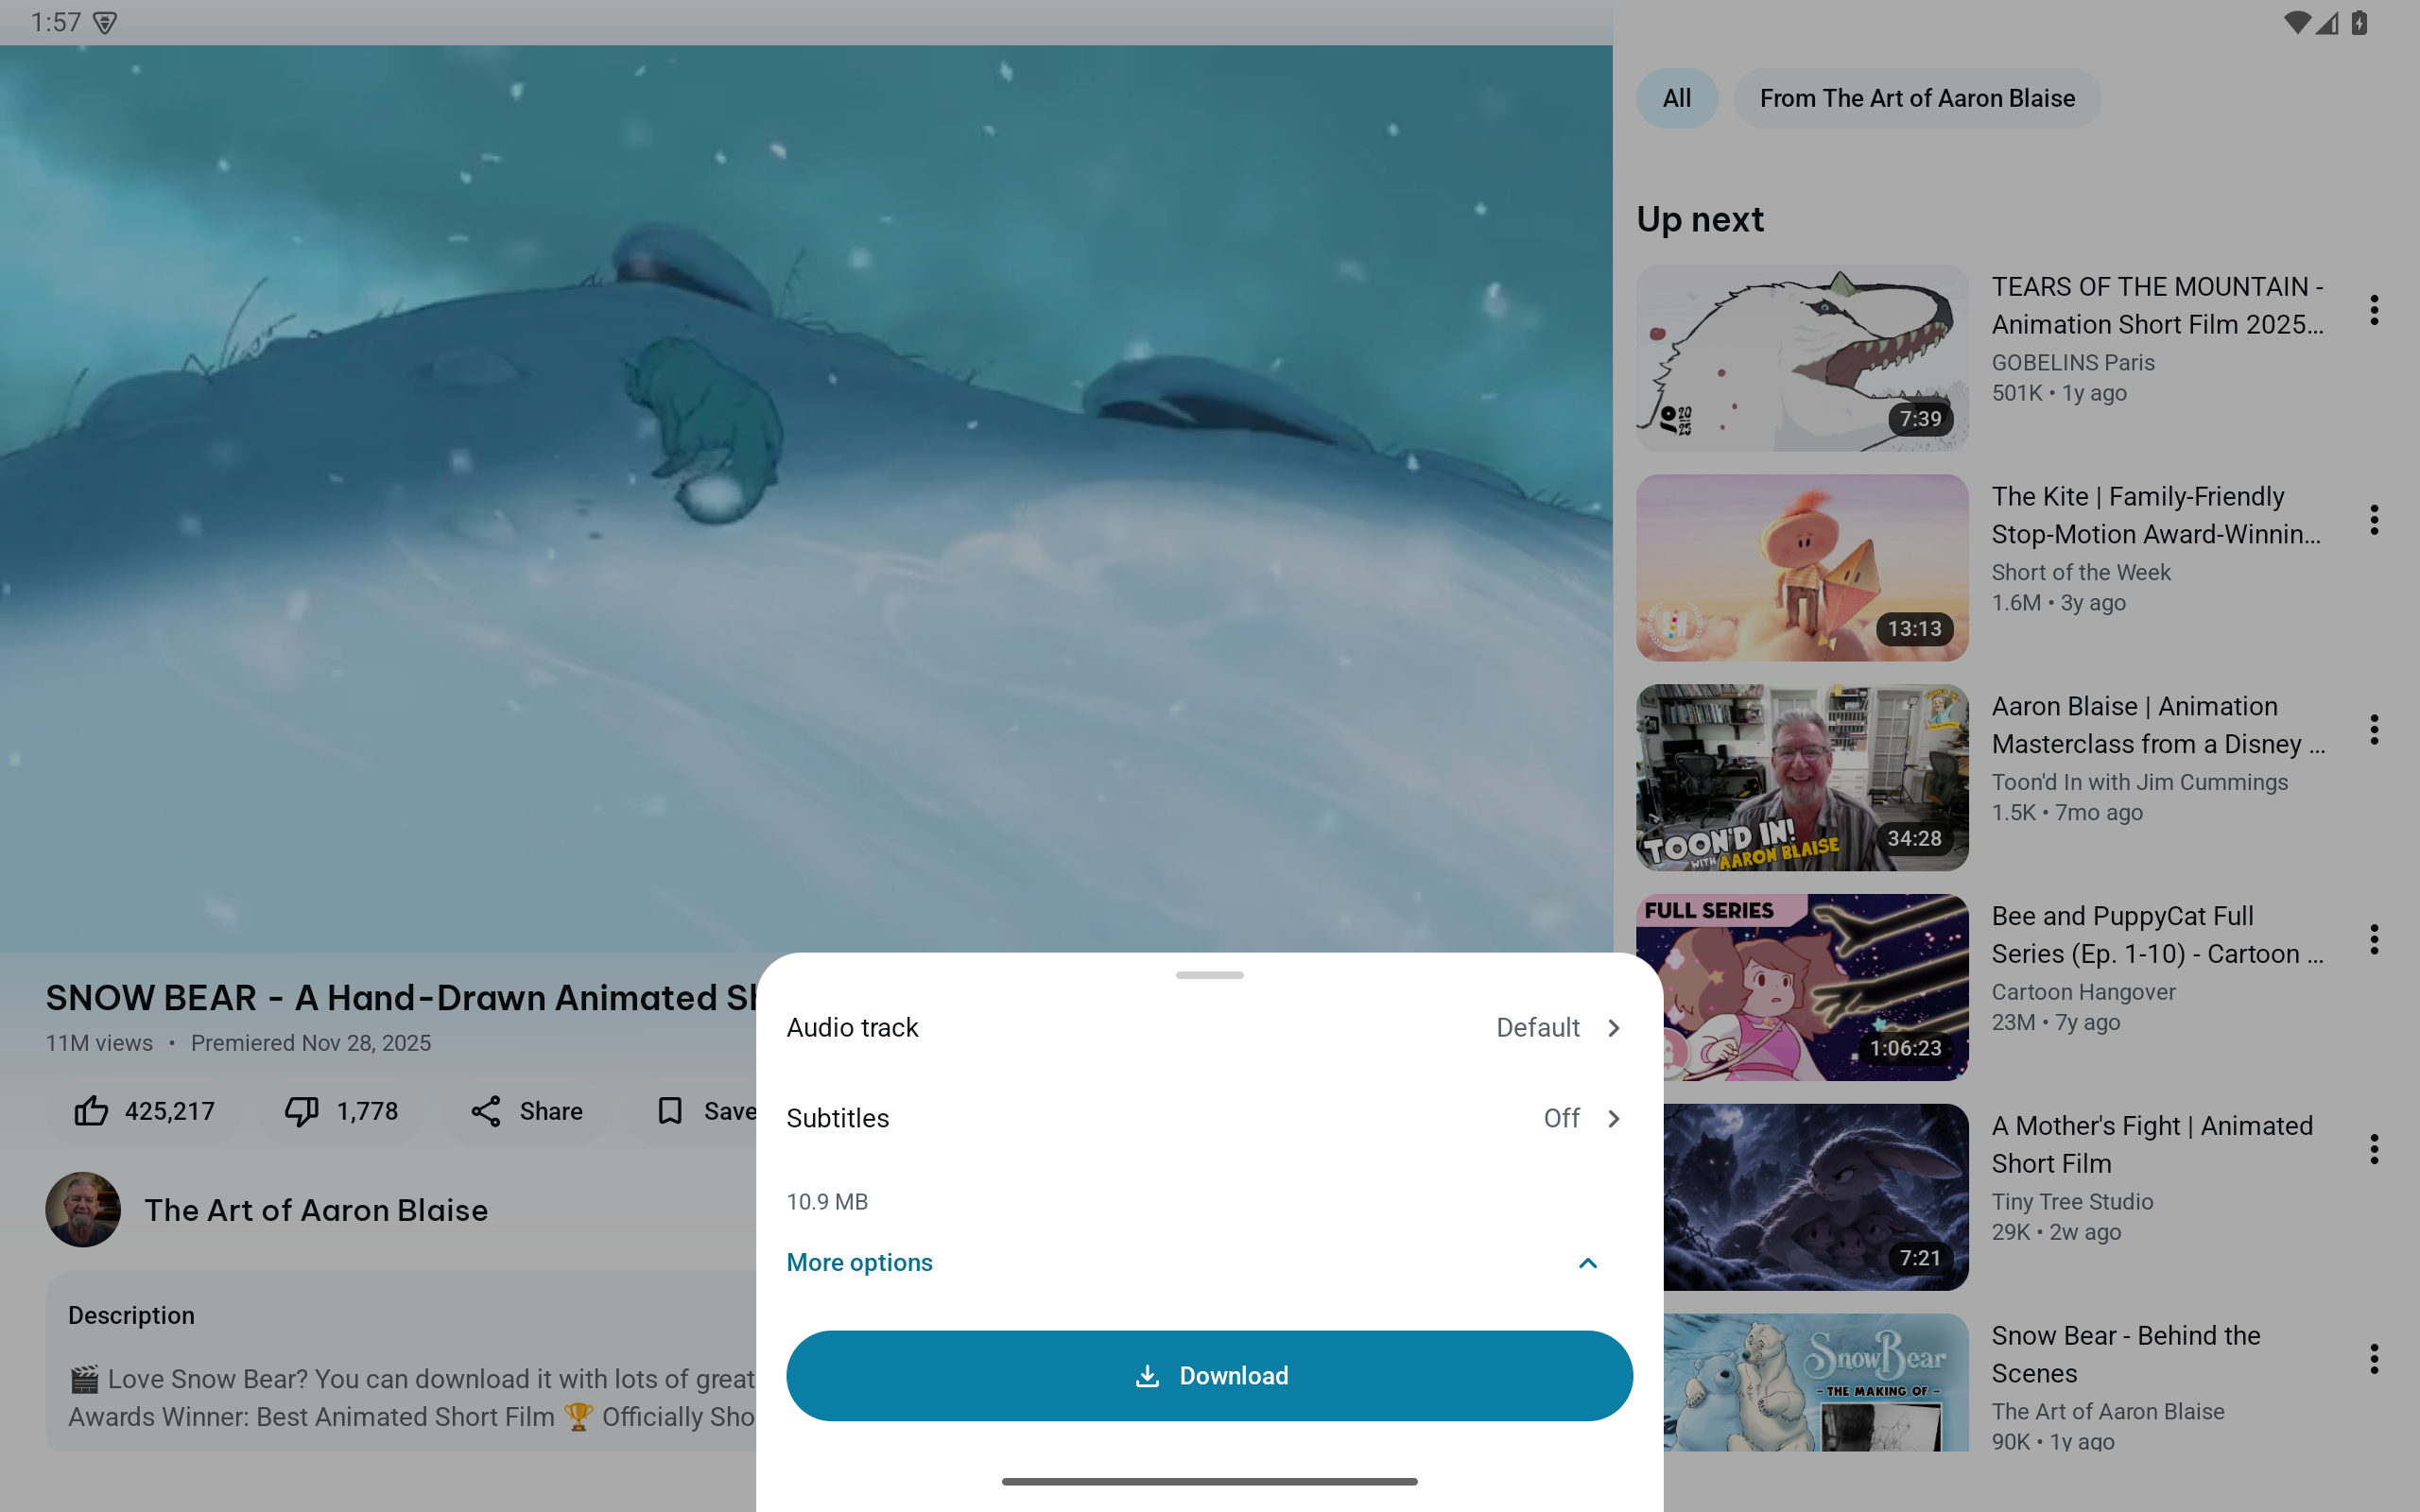 1:57
SNOW BEAR - A Hand-Drawn Animated Sh
11M views • Premiered Nov 28, 2025
425,217
1,778
Share
Save
The Art of Aaron Blaise
Description
🎬 Love Snow Bear? You can download it with lots of great
Awards Winner: Best Animated Short Film 🏆 Officially Sho
Audio track
Default
Subtitles
Off
10.9 MB
More options
Download
All
From The Art of Aaron Blaise
Up next
20
25
7:39
TEARS OF THE MOUNTAIN -
Animation Short Film 2025...
GOBELINS Paris
501K • 1y ago
13:13
The Kite | Family-Friendly
Stop-Motion Award-Winnin...
Short of the Week
1.6M • 3y ago
TOON'D IN!
WITH AARON BLAISE
34:28
Aaron Blaise | Animation
Masterclass from a Disney ...
Toon'd In with Jim Cummings
1.5K • 7mo ago
FULL SERIES
1:06:23
Bee and PuppyCat Full
Series (Ep. 1-10) - Cartoon ...
Cartoon Hangover
23M • 7y ago
7:21
A Mother's Fight | Animated
Short Film
Tiny Tree Studio
29K • 2w ago
Snow Bear
- THE MAKING OF -
Snow Bear - Behind the
Scenes
The Art of Aaron Blaise
90K • 1y ago